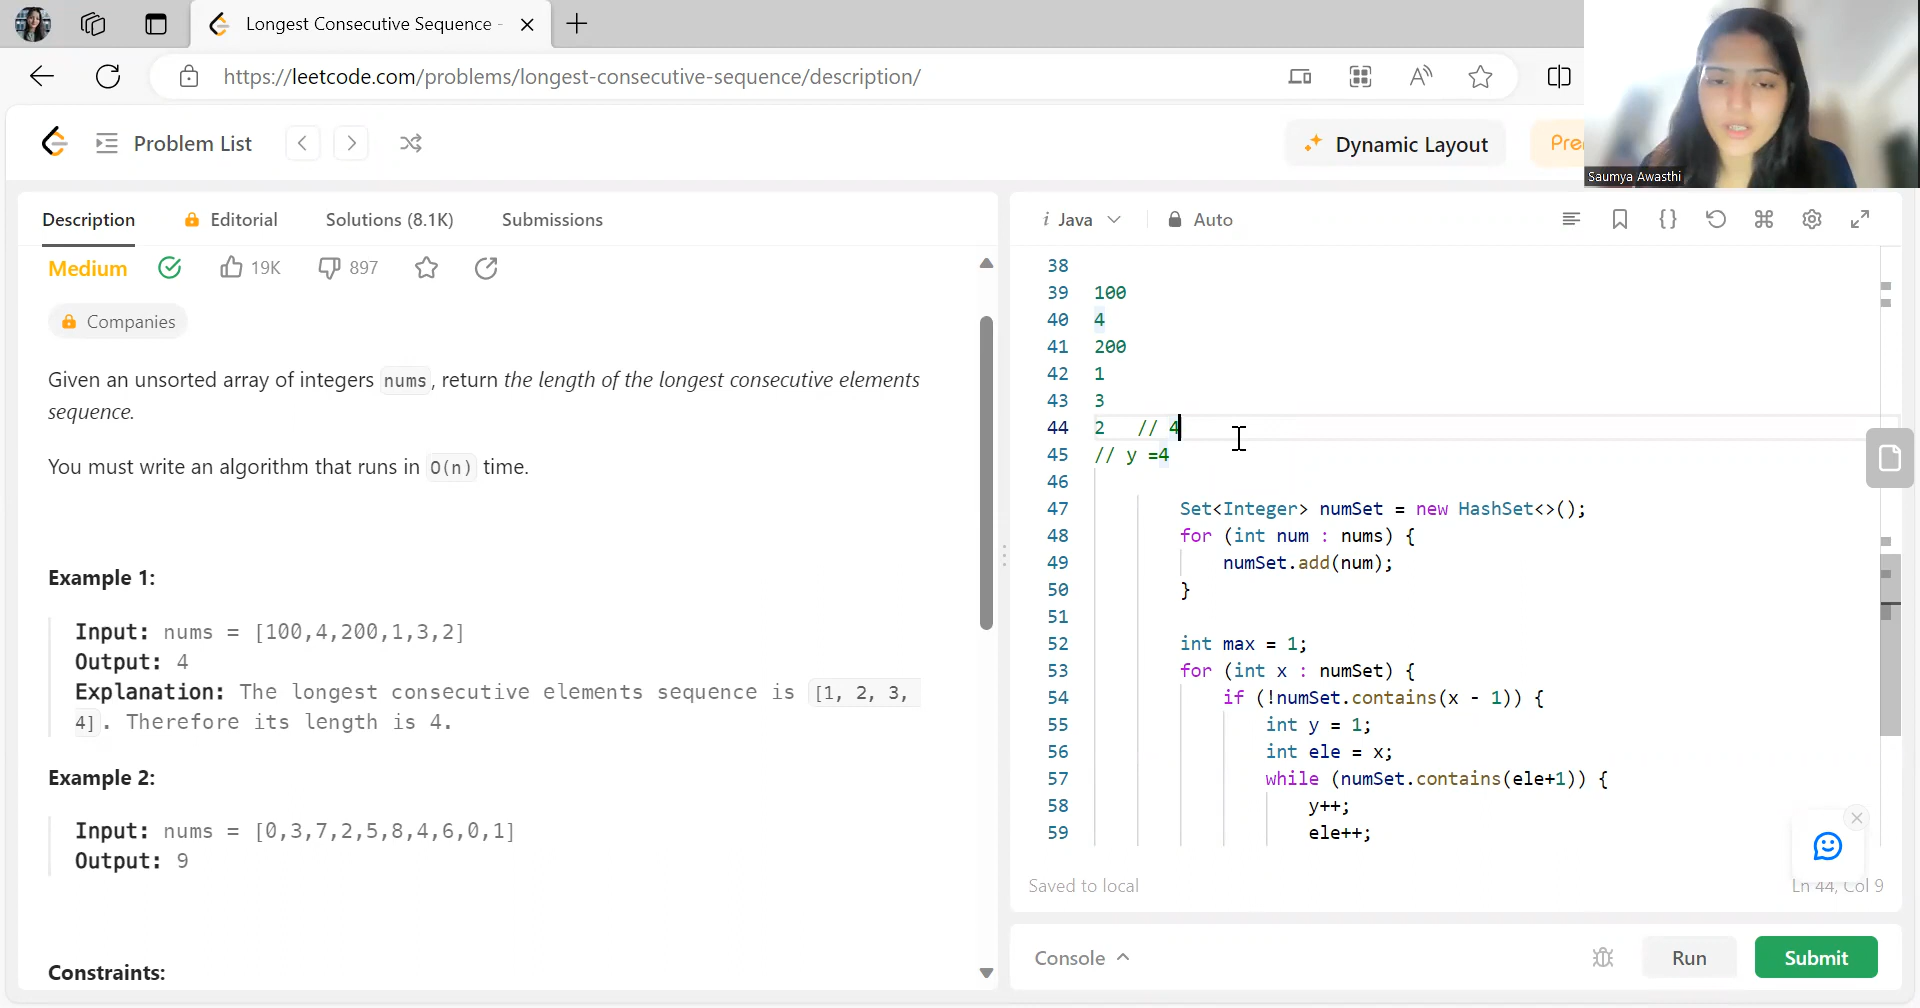 Longest Consecutive Sequence -
https://leetcode.com/problems/longest-consecutive-sequence/description/
Saumya Awasthi
Problem List
Dynamic Layout
Pre
Description
Editorial
Solutions (8.1K)
Submissions
Medium
19K
897
Companies
Given an unsorted array of integers nums, return the length of the longest consecutive elements
sequence.
You must write an algorithm that runs in O(n) time.
Example 1:
Input: nums = [100,4,200,1,3,2]
Output: 4
Explanation: The longest consecutive elements sequence is [1, 2, 3,
4]. Therefore its length is 4.
Example 2:
Input: nums = [0,3,7,2,5,8,4,6,0,1]
Output: 9
Constraints:
i Java
Auto
38
39 100
40 4
41 200
42 1
43 3
44 2 // 4
45 // y =4
46
47 Set<Integer> numSet = new HashSet<>();
48 for (int num : nums) {
49 numSet.add(num);
50 }
51
52 int max = 1;
53 for (int x : numSet) {
54 if (!numSet.contains(x - 1)) {
55 int y = 1;
56 int ele = x;
57 while (numSet.contains(ele+1)) {
58 y++;
59 ele++;
Saved to local
Ln 44, Col 9
Console
Run
Submit